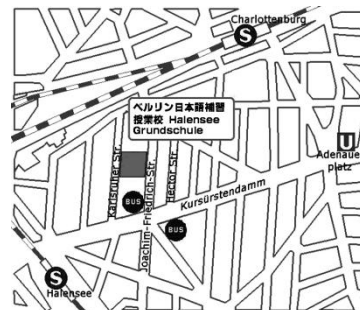 Charlottenburg
S
ベルリン日本語補習
授業校 Halensee
Grundschule
U
Adenauer
platz
Karlsruher Str.
Joachim-Friedrich-Str.
Hector Str.
Kursürstendamm
BUS
BUS
S
Halensee